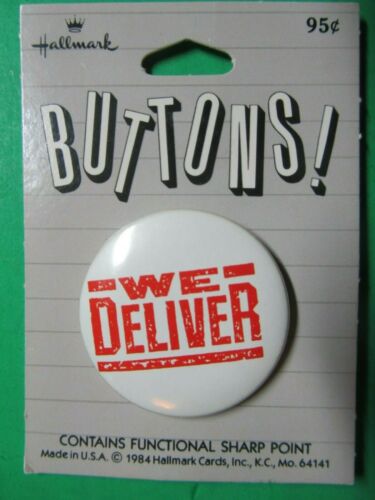 Hallmark
95¢
BUTTONS!
WE
DELIVER
CONTAINS FUNCTIONAL SHARP POINT
Made in U.S.A. © 1984 Hallmark Cards, Inc., K.C., Mo. 64141